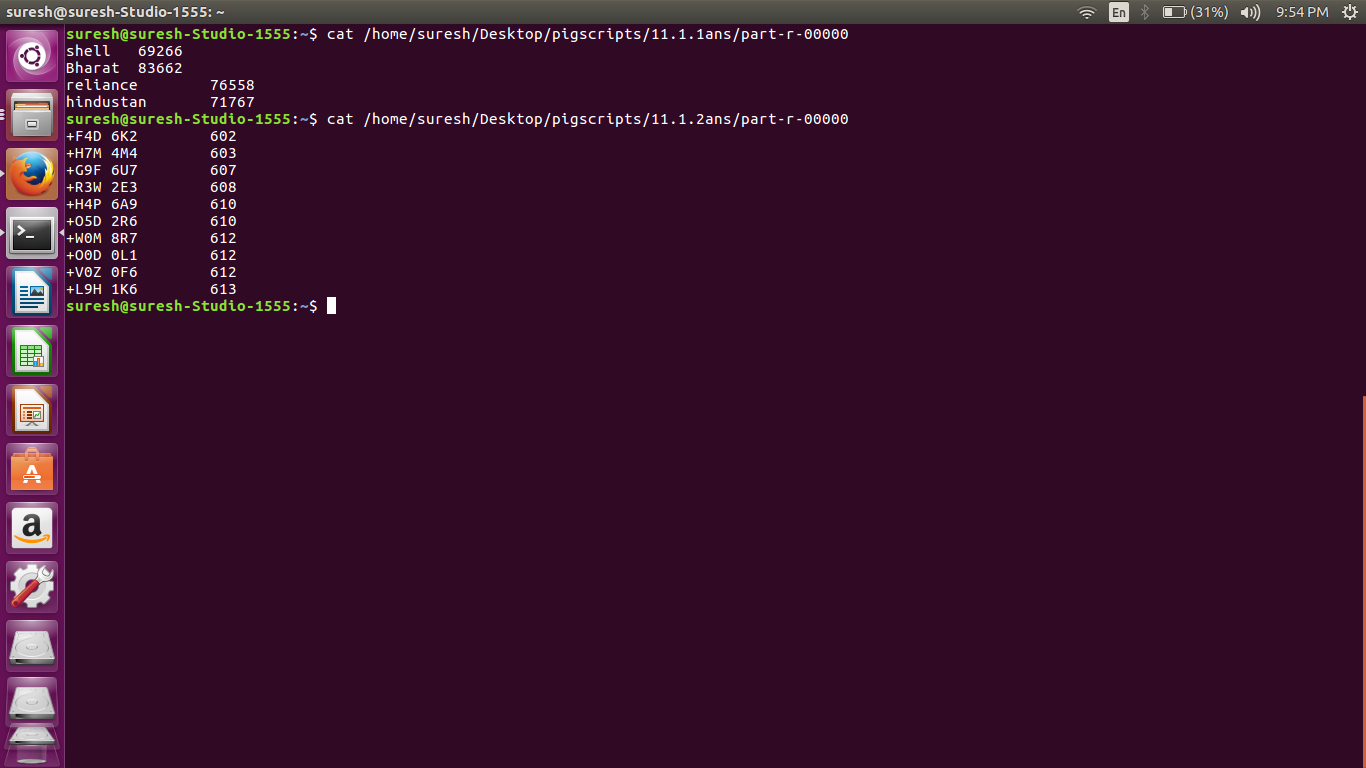 suresh@suresh-Studio-1555: ~
En
(31%)
9:54 PM
suresh@suresh-Studio-1555:~$ cat /home/suresh/Desktop/pigscripts/11.1.1ans/part-r-00000
shell 69266
Bharat 83662
reliance 76558
hindustan 71767
suresh@suresh-Studio-1555:~$ cat /home/suresh/Desktop/pigscripts/11.1.2ans/part-r-00000
+F4D 6K2 602
+H7M 4M4 603
+G9F 6U7 607
+R3W 2E3 608
+H4P 6A9 610
+O5D 2R6 610
+W0M 8R7 612
+O0D 0L1 612
+V0Z 0F6 612
+L9H 1K6 613
suresh@suresh-Studio-1555:~$